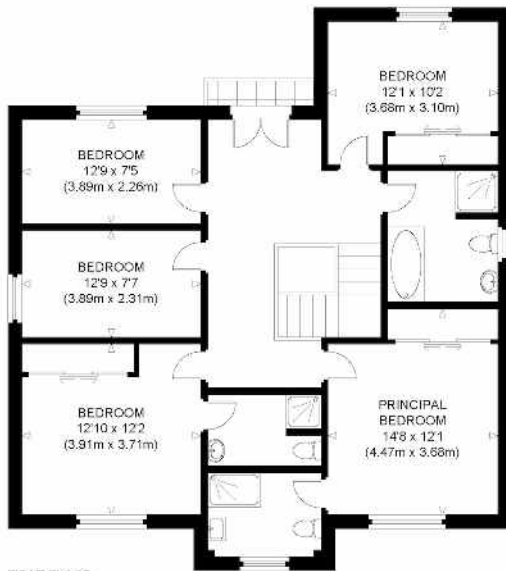 BEDROOM
12'1 x 10'2
(3.68m x 3.10m)
BEDROOM
12'9 x 7'5
(3.89m x 2.26m)
BEDROOM
12'9 x 7'7
(3.89m x 2.31m)
BEDROOM
12'10 x 12'2
(3.91m x 3.71m)
PRINCIPAL
BEDROOM
14'8 x 12'1
(4.47m x 3.68m)